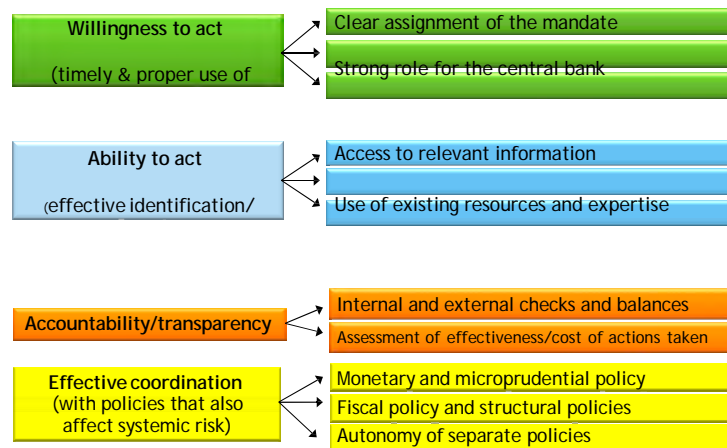 Willingness to act
(timely & proper use of
Clear assignment of the mandate
Strong role for the central bank
Ability to act
(effective identification/
Access to relevant information
Use of existing resources and expertise
Accountability/transparency
Internal and external checks and balances
Assessment of effectiveness/cost of actions taken
Effective coordination
(with policies that also
affect systemic risk)
Monetary and microprudential policy
Fiscal policy and structural policies
Autonomy of separate policies